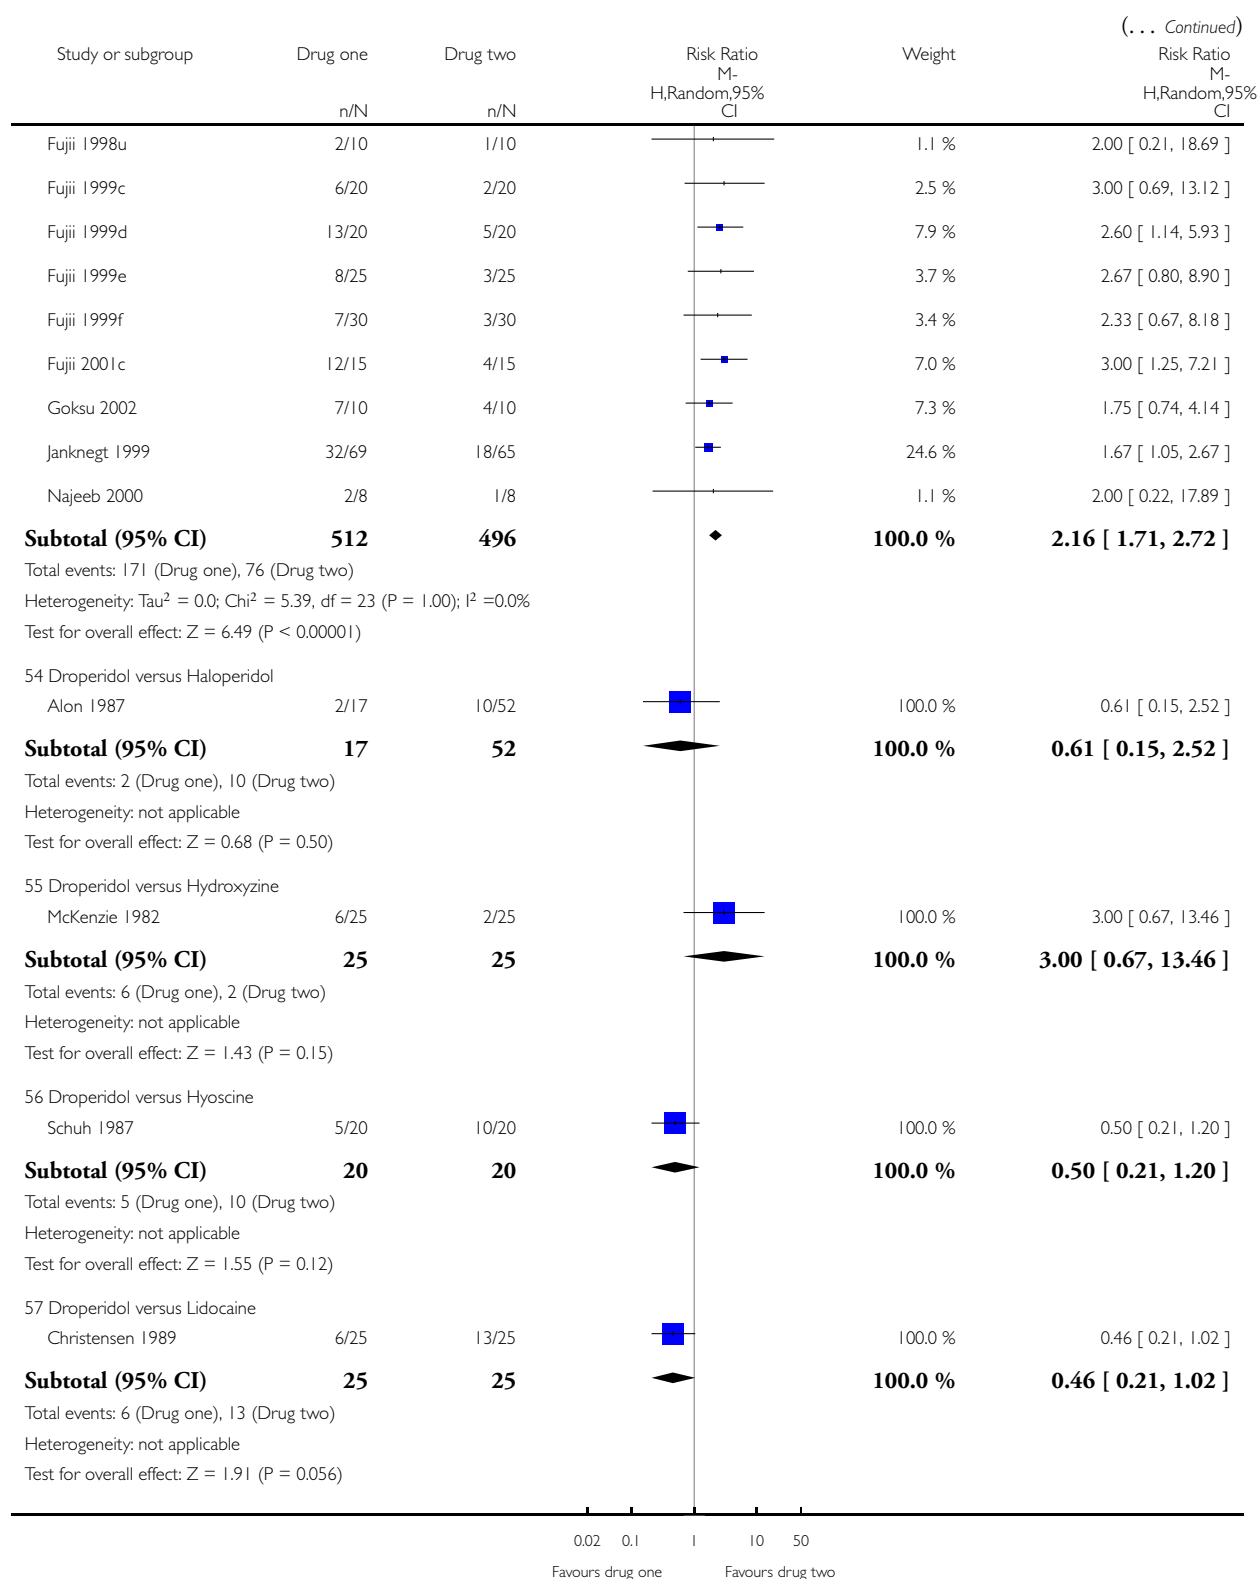 (... Continued)
Study or subgroup Drug one Drug two Risk Ratio Weight Risk Ratio
M- M-
H,Random,95% H,Random,95%
n/N n/N CI CI
Fujii 1998u 2/10 1/10 1.1 % 2.00 [ 0.21, 18.69 ]
Fujii 1999c 6/20 2/20 2.5 % 3.00 [ 0.69, 13.12 ]
Fujii 1999d 13/20 5/20 7.9 % 2.60 [ 1.14, 5.93 ]
Fujii 1999e 8/25 3/25 3.7 % 2.67 [ 0.80, 8.90 ]
Fujii 1999f 7/30 3/30 3.4 % 2.33 [ 0.67, 8.18 ]
Fujii 2001c 12/15 4/15 7.0 % 3.00 [ 1.25, 7.21 ]
Goksu 2002 7/10 4/10 7.3 % 1.75 [ 0.74, 4.14 ]
Janknegt 1999 32/69 18/65 24.6 % 1.67 [ 1.05, 2.67 ]
Najeeb 2000 2/8 1/8 1.1 % 2.00 [ 0.22, 17.89 ]
Subtotal (95% CI) 512 496 100.0 % 2.16 [ 1.71, 2.72 ]
Total events: 171 (Drug one), 76 (Drug two)
Heterogeneity: Tau² = 0.0; Chi² = 5.39, df = 23 (P = 1.00); I² =0.0%
Test for overall effect: Z = 6.49 (P < 0.00001)
54 Droperidol versus Haloperidol
Alon 1987 2/17 10/52 100.0 % 0.61 [ 0.15, 2.52 ]
Subtotal (95% CI) 17 52 100.0 % 0.61 [ 0.15, 2.52 ]
Total events: 2 (Drug one), 10 (Drug two)
Heterogeneity: not applicable
Test for overall effect: Z = 0.68 (P = 0.50)
55 Droperidol versus Hydroxyzine
McKenzie 1982 6/25 2/25 100.0 % 3.00 [ 0.67, 13.46 ]
Subtotal (95% CI) 25 25 100.0 % 3.00 [ 0.67, 13.46 ]
Total events: 6 (Drug one), 2 (Drug two)
Heterogeneity: not applicable
Test for overall effect: Z = 1.43 (P = 0.15)
56 Droperidol versus Hyoscine
Schuh 1987 5/20 10/20 100.0 % 0.50 [ 0.21, 1.20 ]
Subtotal (95% CI) 20 20 100.0 % 0.50 [ 0.21, 1.20 ]
Total events: 5 (Drug one), 10 (Drug two)
Heterogeneity: not applicable
Test for overall effect: Z = 1.55 (P = 0.12)
57 Droperidol versus Lidocaine
Christensen 1989 6/25 13/25 100.0 % 0.46 [ 0.21, 1.02 ]
Subtotal (95% CI) 25 25 100.0 % 0.46 [ 0.21, 1.02 ]
Total events: 6 (Drug one), 13 (Drug two)
Heterogeneity: not applicable
Test for overall effect: Z = 1.91 (P = 0.056)
0.02 0.1 1 10 50
Favours drug one Favours drug two